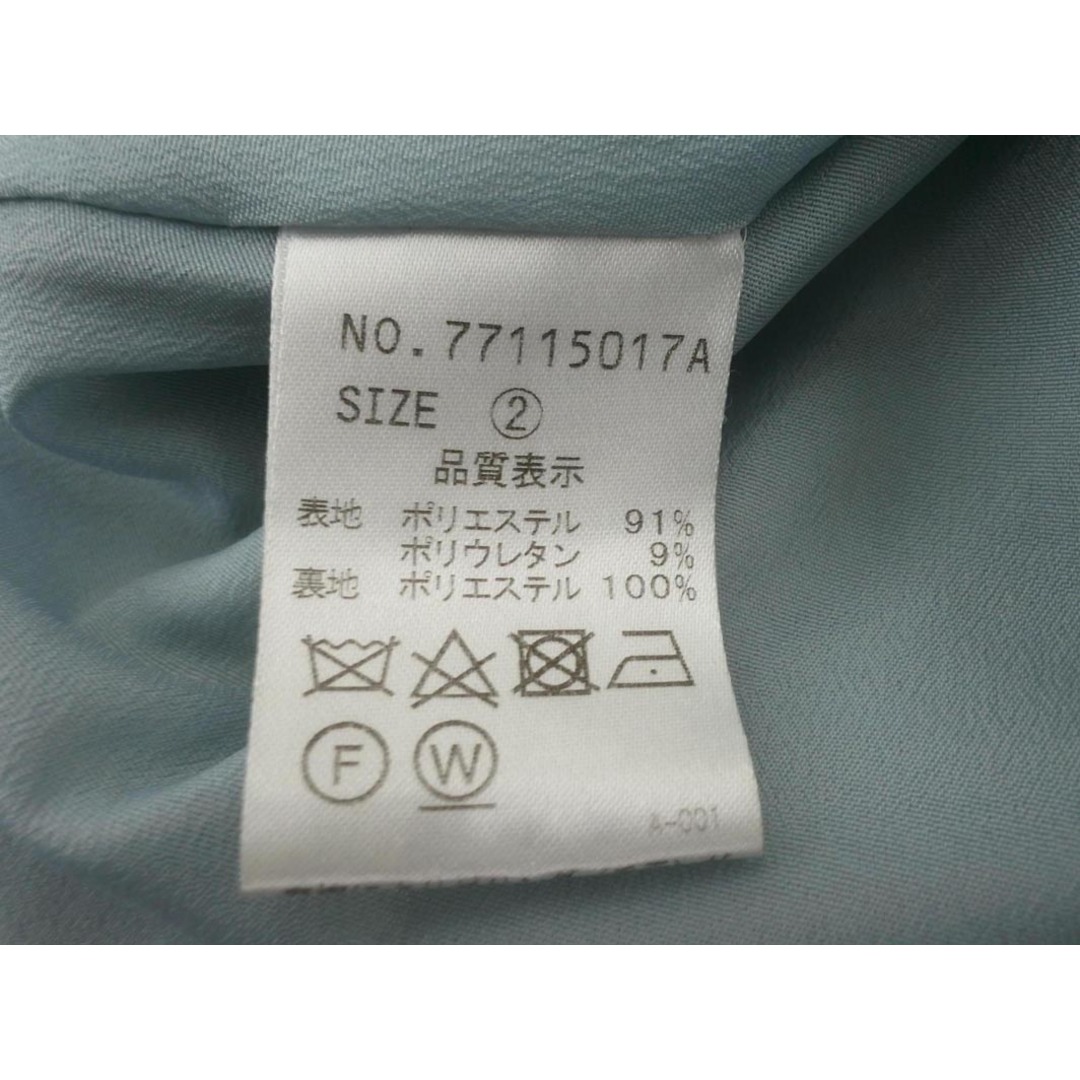 NO.77115017A
SIZE ②
品質表示
表地 ポリエステル 91%
ポリウレタン 9%
裏地 ポリエステル 100%
F W
A-001